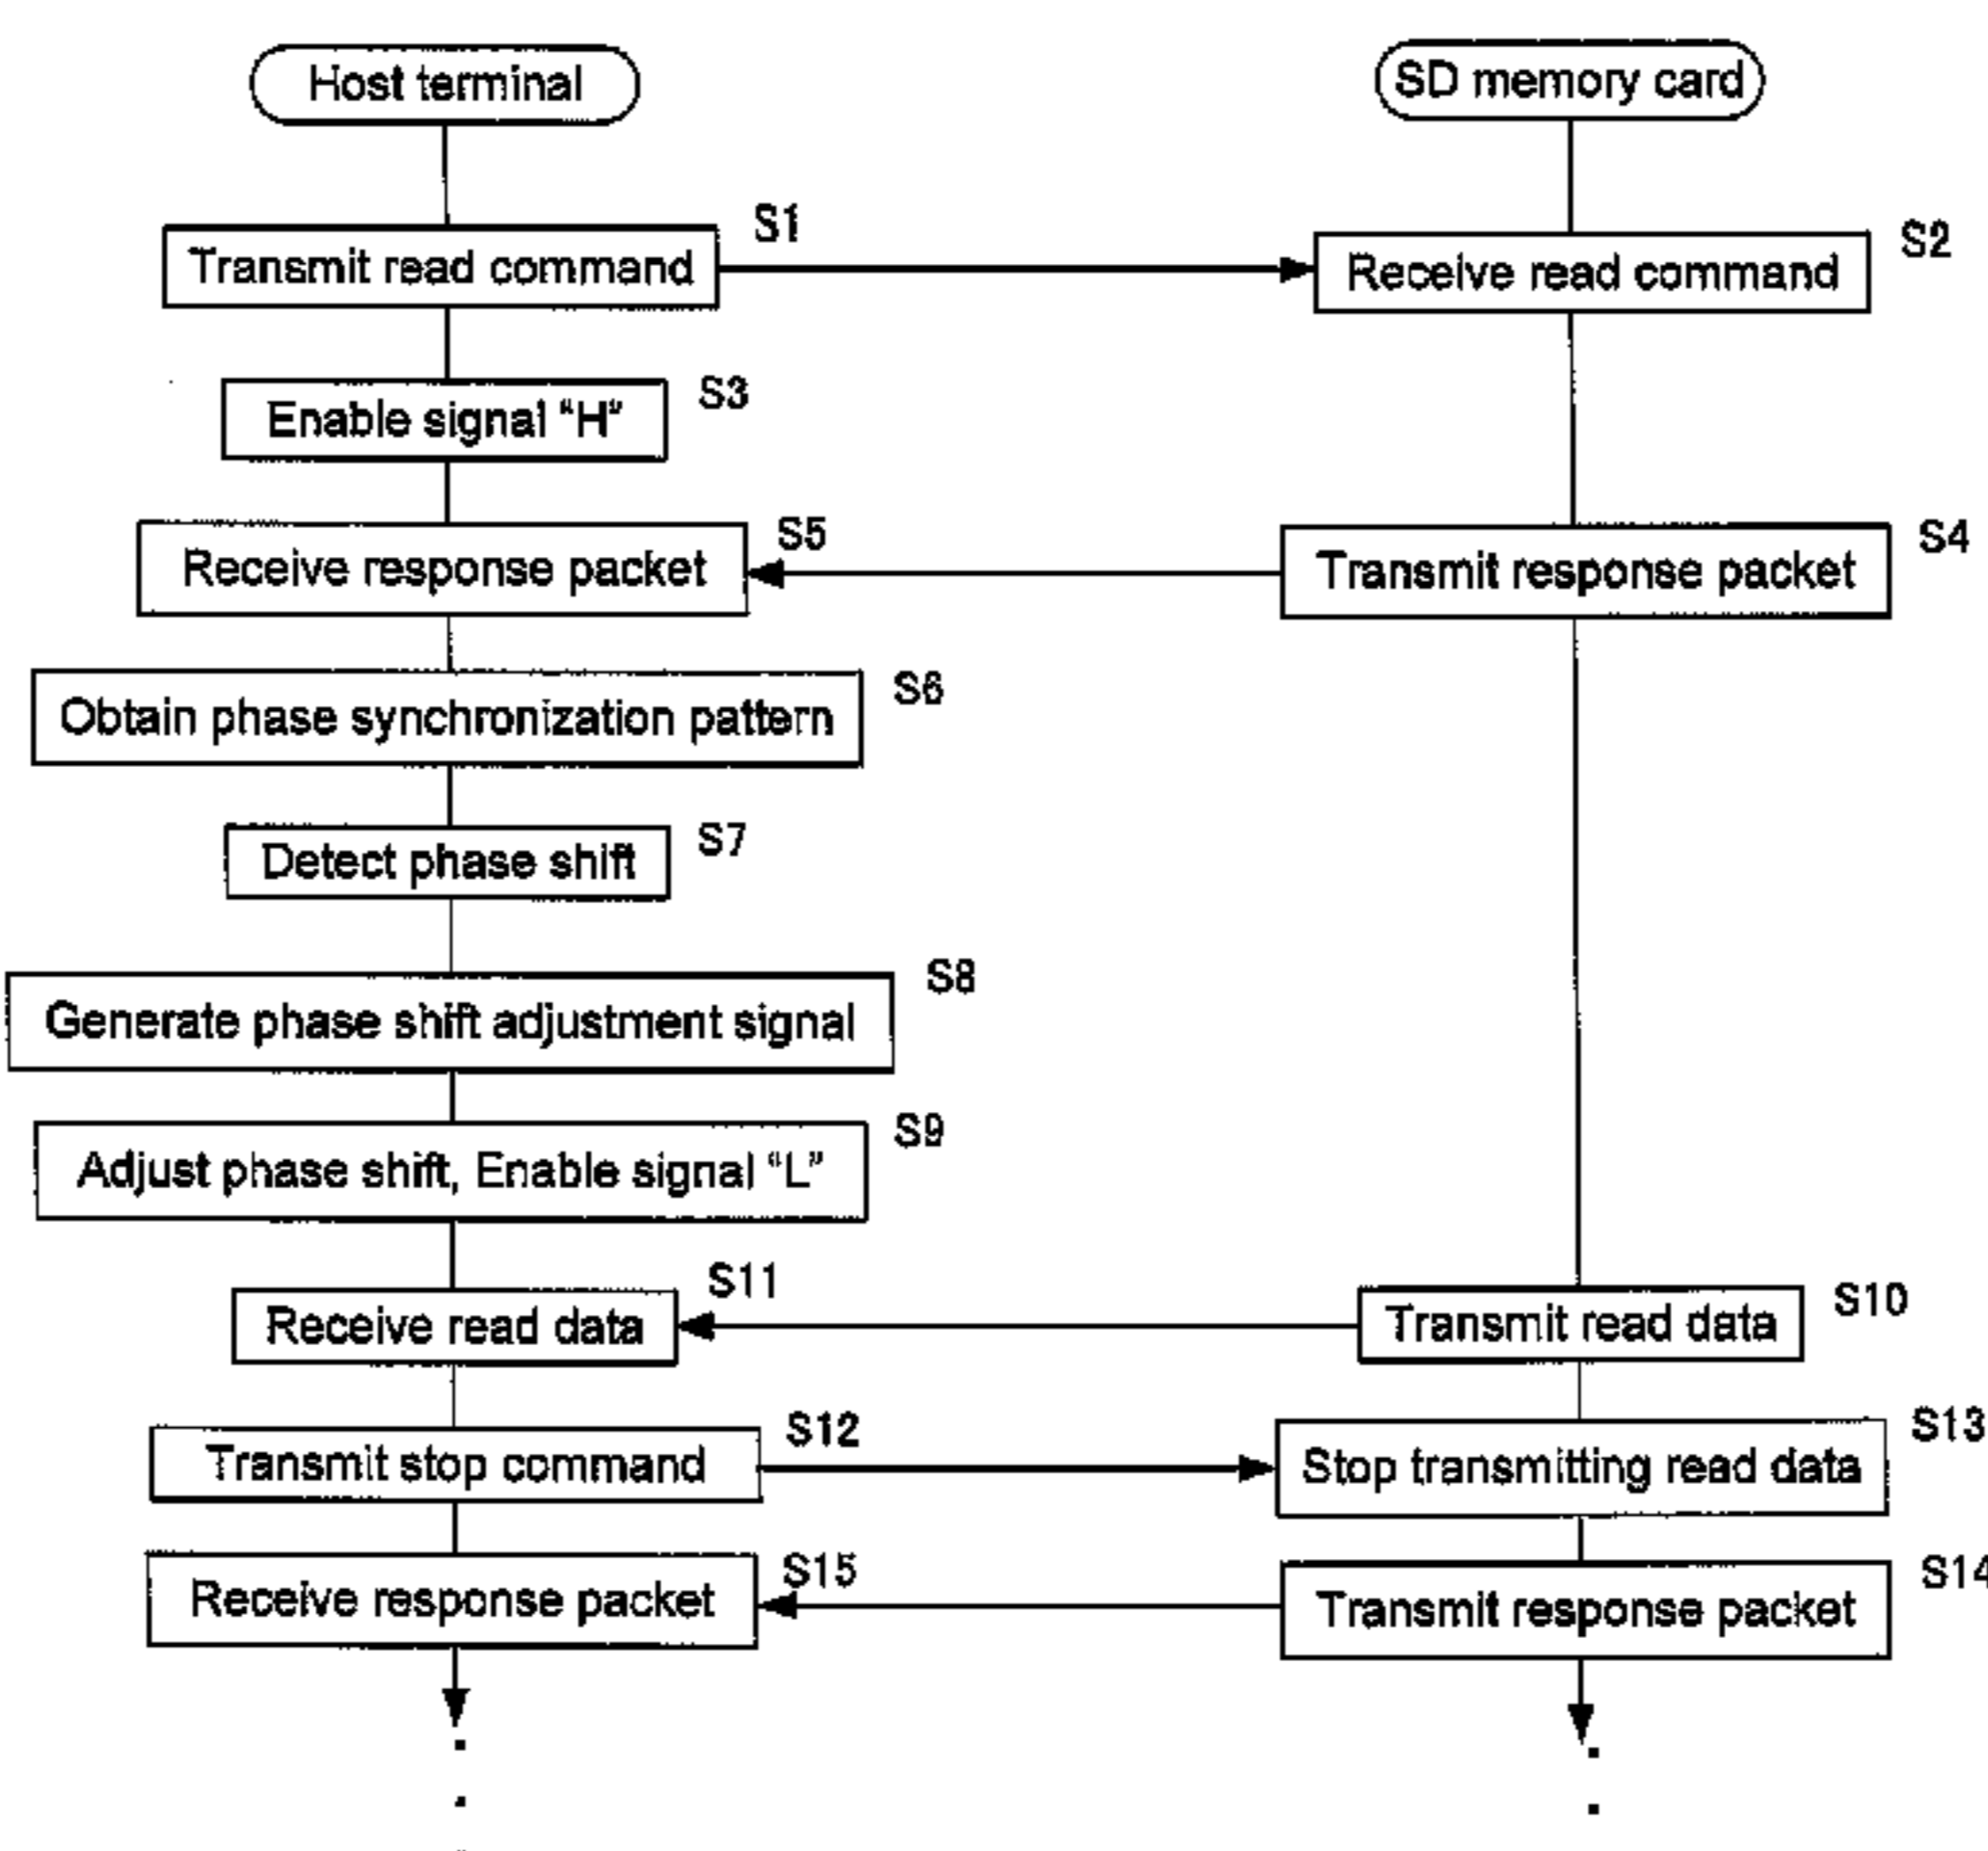 Host terminal
SD memory card
S1
Transmit read command
S2
Receive read command
S3
Enable signal “H”
S5
Receive response packet
S4
Transmit response packet
S6
Obtain phase synchronization pattern
S7
Detect phase shift
S8
Generate phase shift adjustment signal
S9
Adjust phase shift, Enable signal “L”
S11
Receive read data
S10
Transmit read data
S12
Transmit stop command
S13
Stop transmitting read data
S15
Receive response packet
S14
Transmit response packet